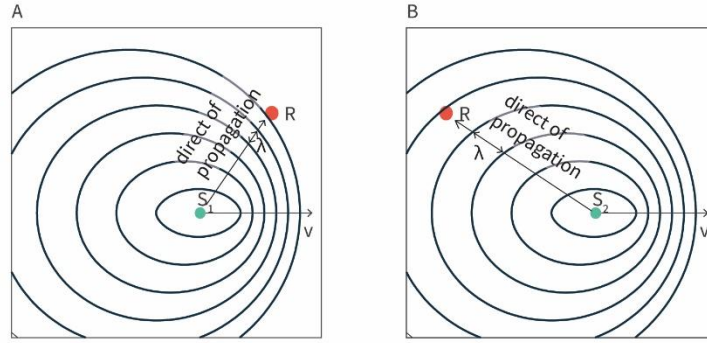 A
direct of
propagation
λ
R
S1
v
B
direct of
propagation
λ
R
S2
v